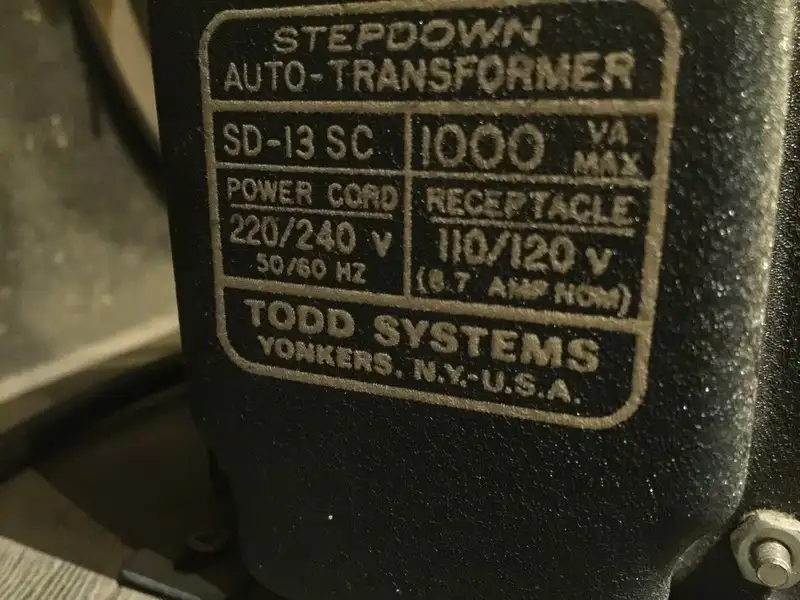 STEPDOWN
AUTO-TRANSFORMER
SD-13 SC
1000 VA MAX
POWER CORD
220/240 V
50/60 HZ
RECEPTACLE
110/120 V
(8.7 AMP NOM)
TODD SYSTEMS
YONKERS, N.Y.-U.S.A.